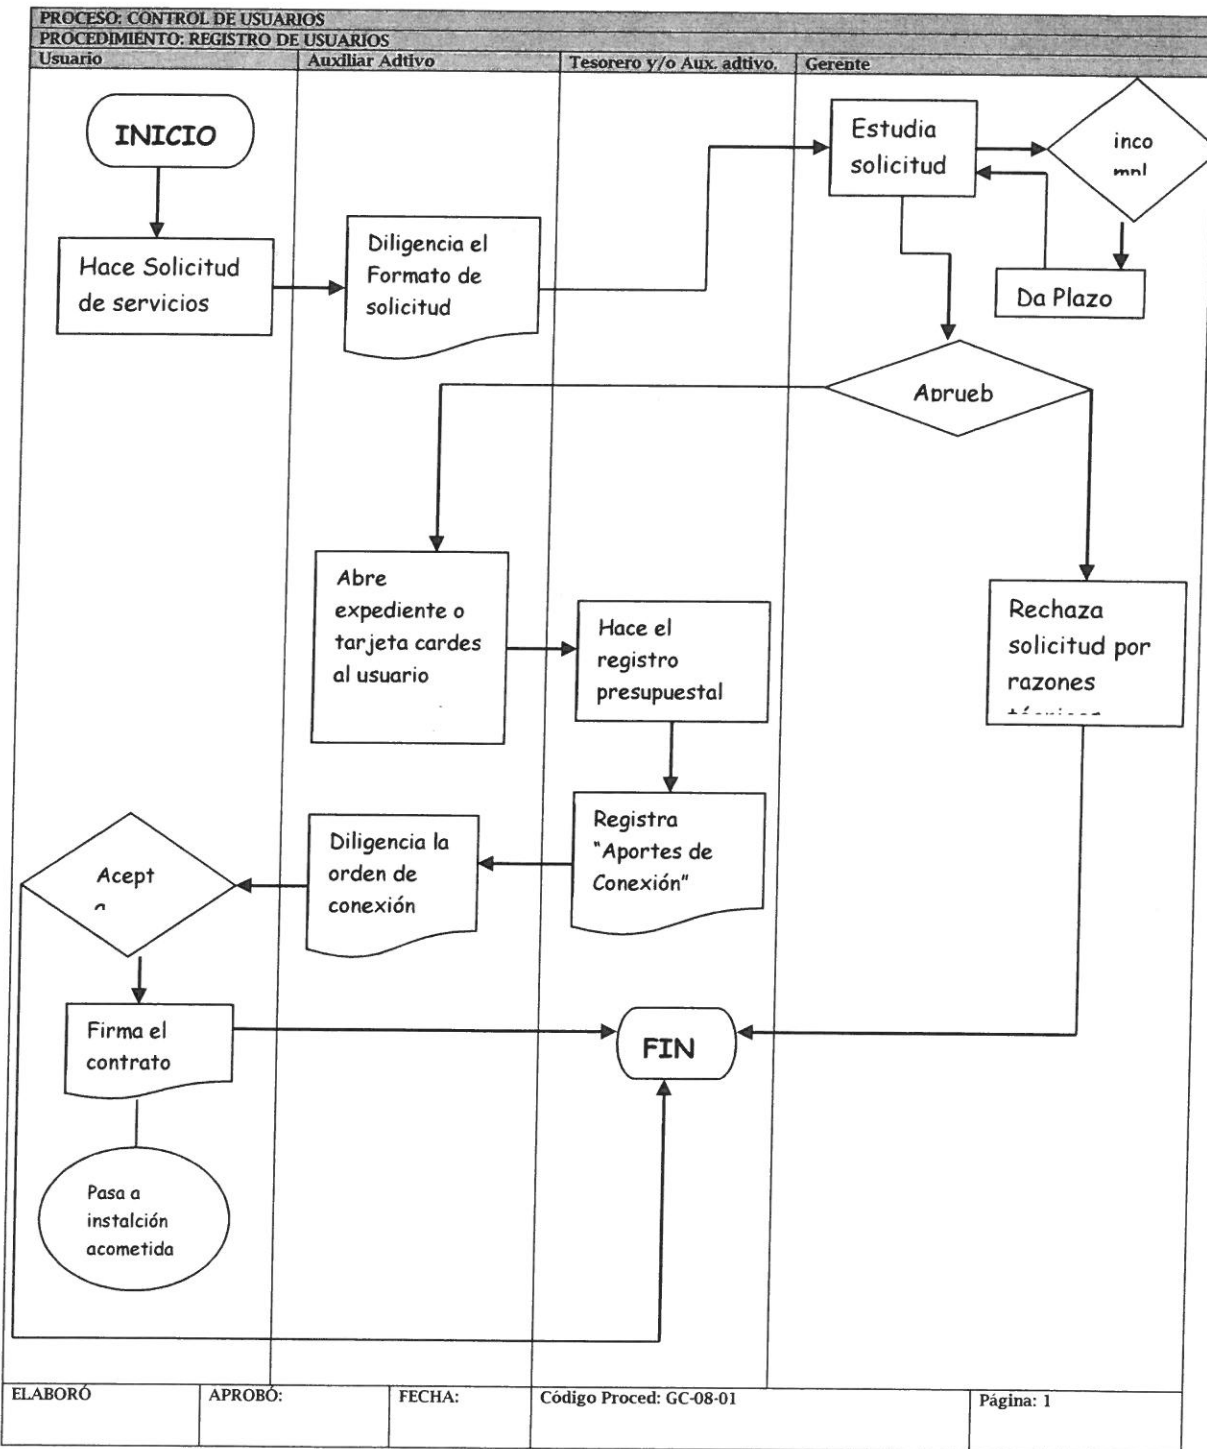 PROCESO: CONTROL DE USUARIOS
PROCEDIMIENTO: REGISTRO DE USUARIOS
Usuario
Auxiliar Adtivo
Tesorero y/o Aux. adtivo.
Gerente
INICIO
Estudia
solicitud
inco
Hace Solicitud
de servicios
Diligencia el
Formato de
solicitud
Da Plazo
Aprueb
Abre
expediente o
tarjeta cardes
al usuario
Hace el
registro
presupuestal
Rechaza
solicitud por
razones
Registra
"Aportes de
Conexión"
Diligencia la
orden de
conexión
Acept
Firma el
contrato
FIN
Pasa a
instalción
acometida
ELABORÓ
APROBÓ:
FECHA:
Código Proced: GC-08-01
Página: 1